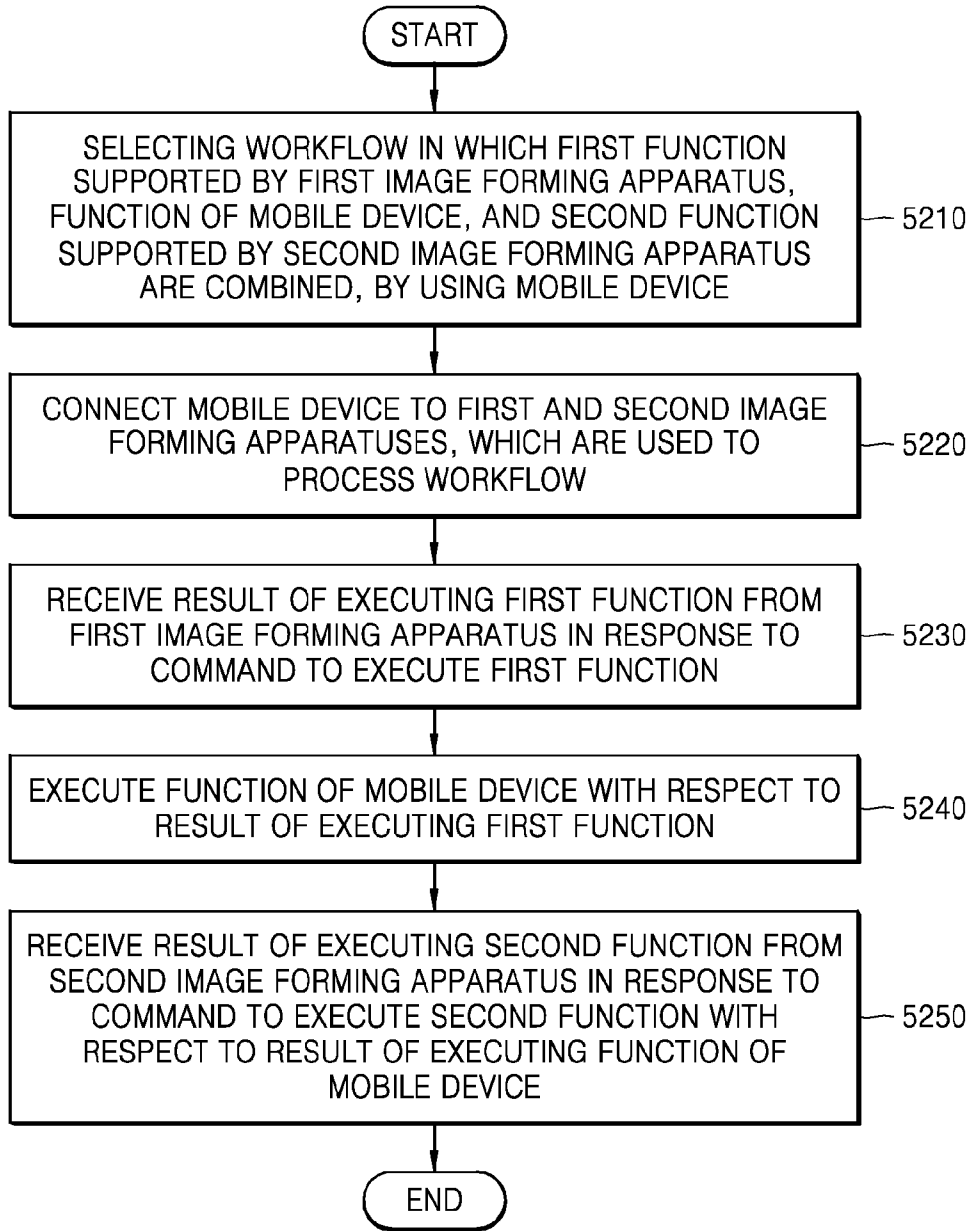 START
SELECTING WORKFLOW IN WHICH FIRST FUNCTION
SUPPORTED BY FIRST IMAGE FORMING APPARATUS,
FUNCTION OF MOBILE DEVICE, AND SECOND FUNCTION
SUPPORTED BY SECOND IMAGE FORMING APPARATUS
ARE COMBINED, BY USING MOBILE DEVICE
5210
CONNECT MOBILE DEVICE TO FIRST AND SECOND IMAGE
FORMING APPARATUSES, WHICH ARE USED TO
PROCESS WORKFLOW
5220
RECEIVE RESULT OF EXECUTING FIRST FUNCTION FROM
FIRST IMAGE FORMING APPARATUS IN RESPONSE TO
COMMAND TO EXECUTE FIRST FUNCTION
5230
EXECUTE FUNCTION OF MOBILE DEVICE WITH RESPECT TO
RESULT OF EXECUTING FIRST FUNCTION
5240
RECEIVE RESULT OF EXECUTING SECOND FUNCTION FROM
SECOND IMAGE FORMING APPARATUS IN RESPONSE TO
COMMAND TO EXECUTE SECOND FUNCTION WITH
RESPECT TO RESULT OF EXECUTING FUNCTION OF
MOBILE DEVICE
5250
END